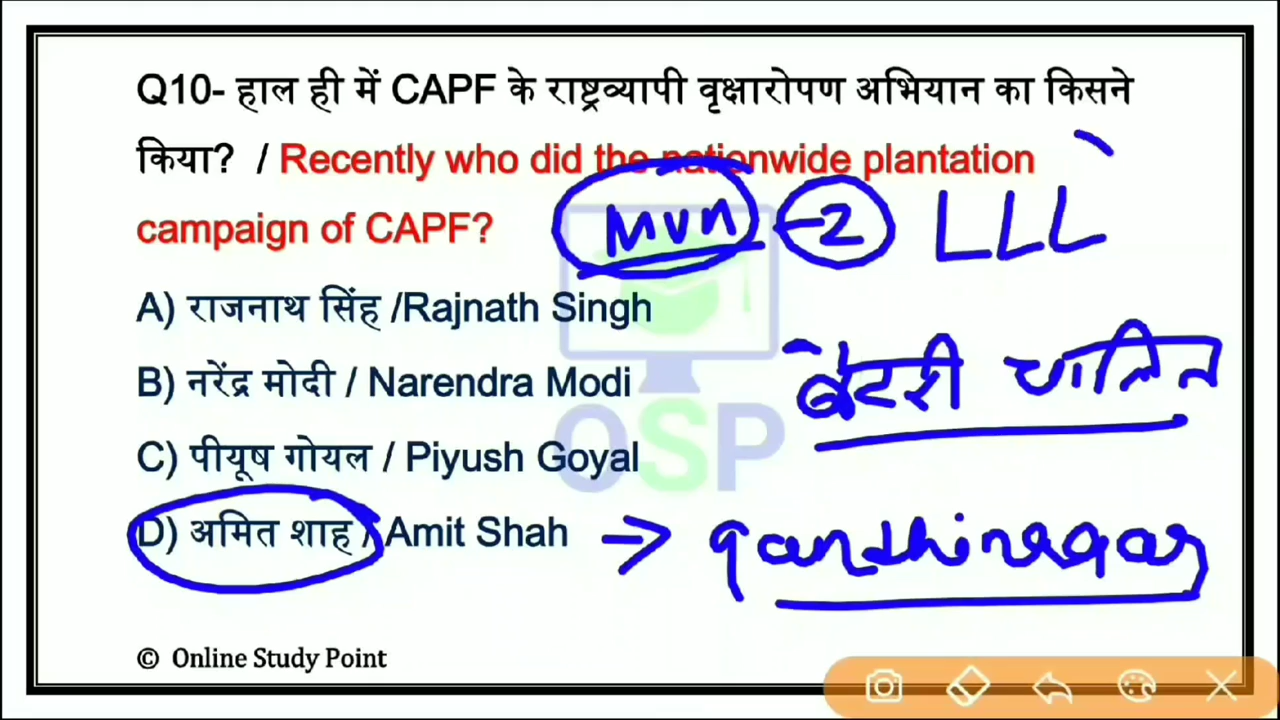 Q10- हाल ही में CAPF के राष्ट्रव्यापी वृक्षारोपण अभियान का किसने
किया? / Recently who did the nationwide plantation
campaign of CAPF?
MVN -2 LLL
A) राजनाथ सिंह /Rajnath Singh
B) नरेंद्र मोदी / Narendra Modi
बेटरी चालित
C) पीयूष गोयल / Piyush Goyal
OSP
D) अमित शाह / Amit Shah → gandhinagar
© Online Study Point